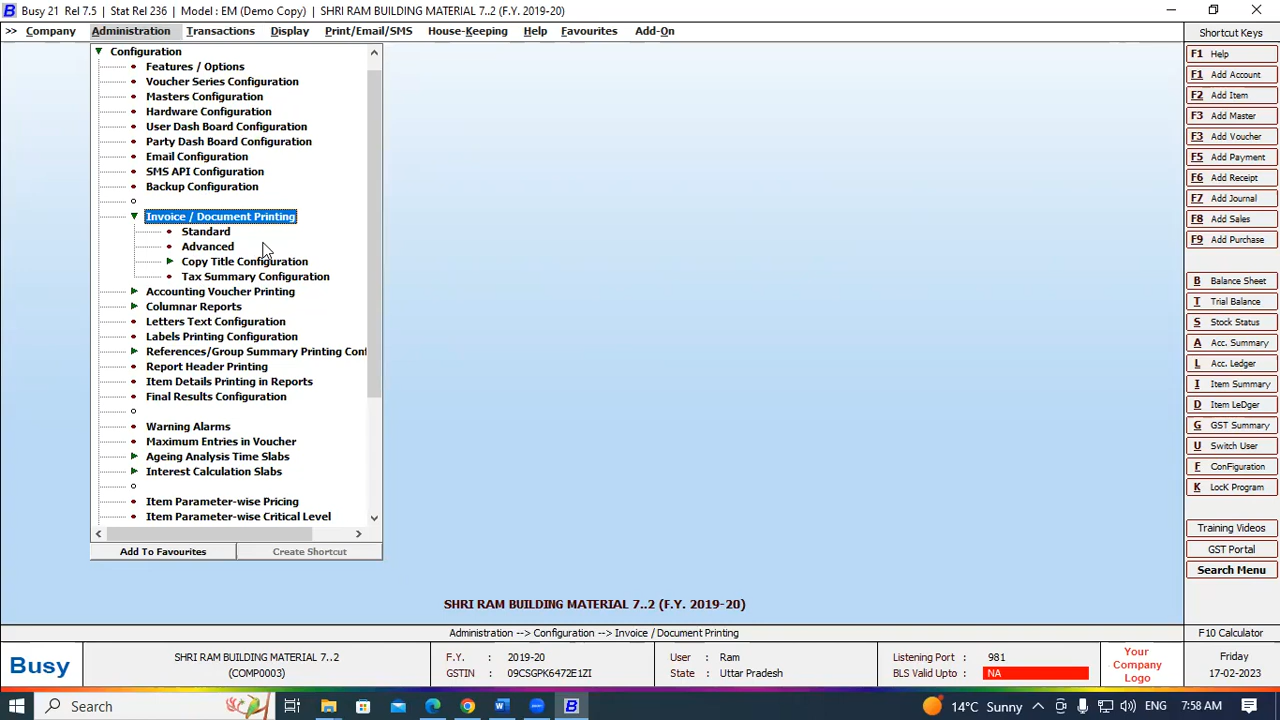 Busy 21 Rel 7.5 | Stat Rel 236 | Model : EM (Demo Copy) | SHRI RAM BUILDING MATERIAL 7..2 (F.Y. 2019-20)
>> Company Administration Transactions Display Print/Email/SMS House-Keeping Help Favourites Add-On
Configuration
Features / Options
Voucher Series Configuration
Masters Configuration
Hardware Configuration
User Dash Board Configuration
Party Dash Board Configuration
Email Configuration
SMS API Configuration
Backup Configuration
Invoice / Document Printing
Standard
Advanced
Copy Title Configuration
Tax Summary Configuration
Accounting Voucher Printing
Columnar Reports
Letters Text Configuration
Labels Printing Configuration
References/Group Summary Printing Conf
Report Header Printing
Item Details Printing in Reports
Final Results Configuration
Warning Alarms
Maximum Entries in Voucher
Ageing Analysis Time Slabs
Interest Calculation Slabs
Item Parameter-wise Pricing
Item Parameter-wise Critical Level
Add To Favourites Create Shortcut
Shortcut Keys
F1 Help
F1 Add Account
F2 Add Item
F3 Add Master
F3 Add Voucher
F5 Add Payment
F6 Add Receipt
F7 Add Journal
F8 Add Sales
F9 Add Purchase
B Balance Sheet
T Trial Balance
S Stock Status
A Acc. Summary
L Acc. Ledger
I Item Summary
D Item LeDger
G GST Summary
U Switch User
F ConFiguration
K LocK Program
Training Videos
GST Portal
Search Menu
SHRI RAM BUILDING MATERIAL 7..2 (F.Y. 2019-20)
Administration --> Configuration --> Invoice / Document Printing
F10 Calculator
Busy
SHRI RAM BUILDING MATERIAL 7..2
(COMP0003)
F.Y. : 2019-20
GSTIN : 09CSGPK6472E1ZI
User : Ram
State : Uttar Pradesh
Listening Port : 981
BLS Valid Upto : NA
Your
Company
Logo
Friday
17-02-2023
Search
14°C Sunny
ENG
7:58 AM